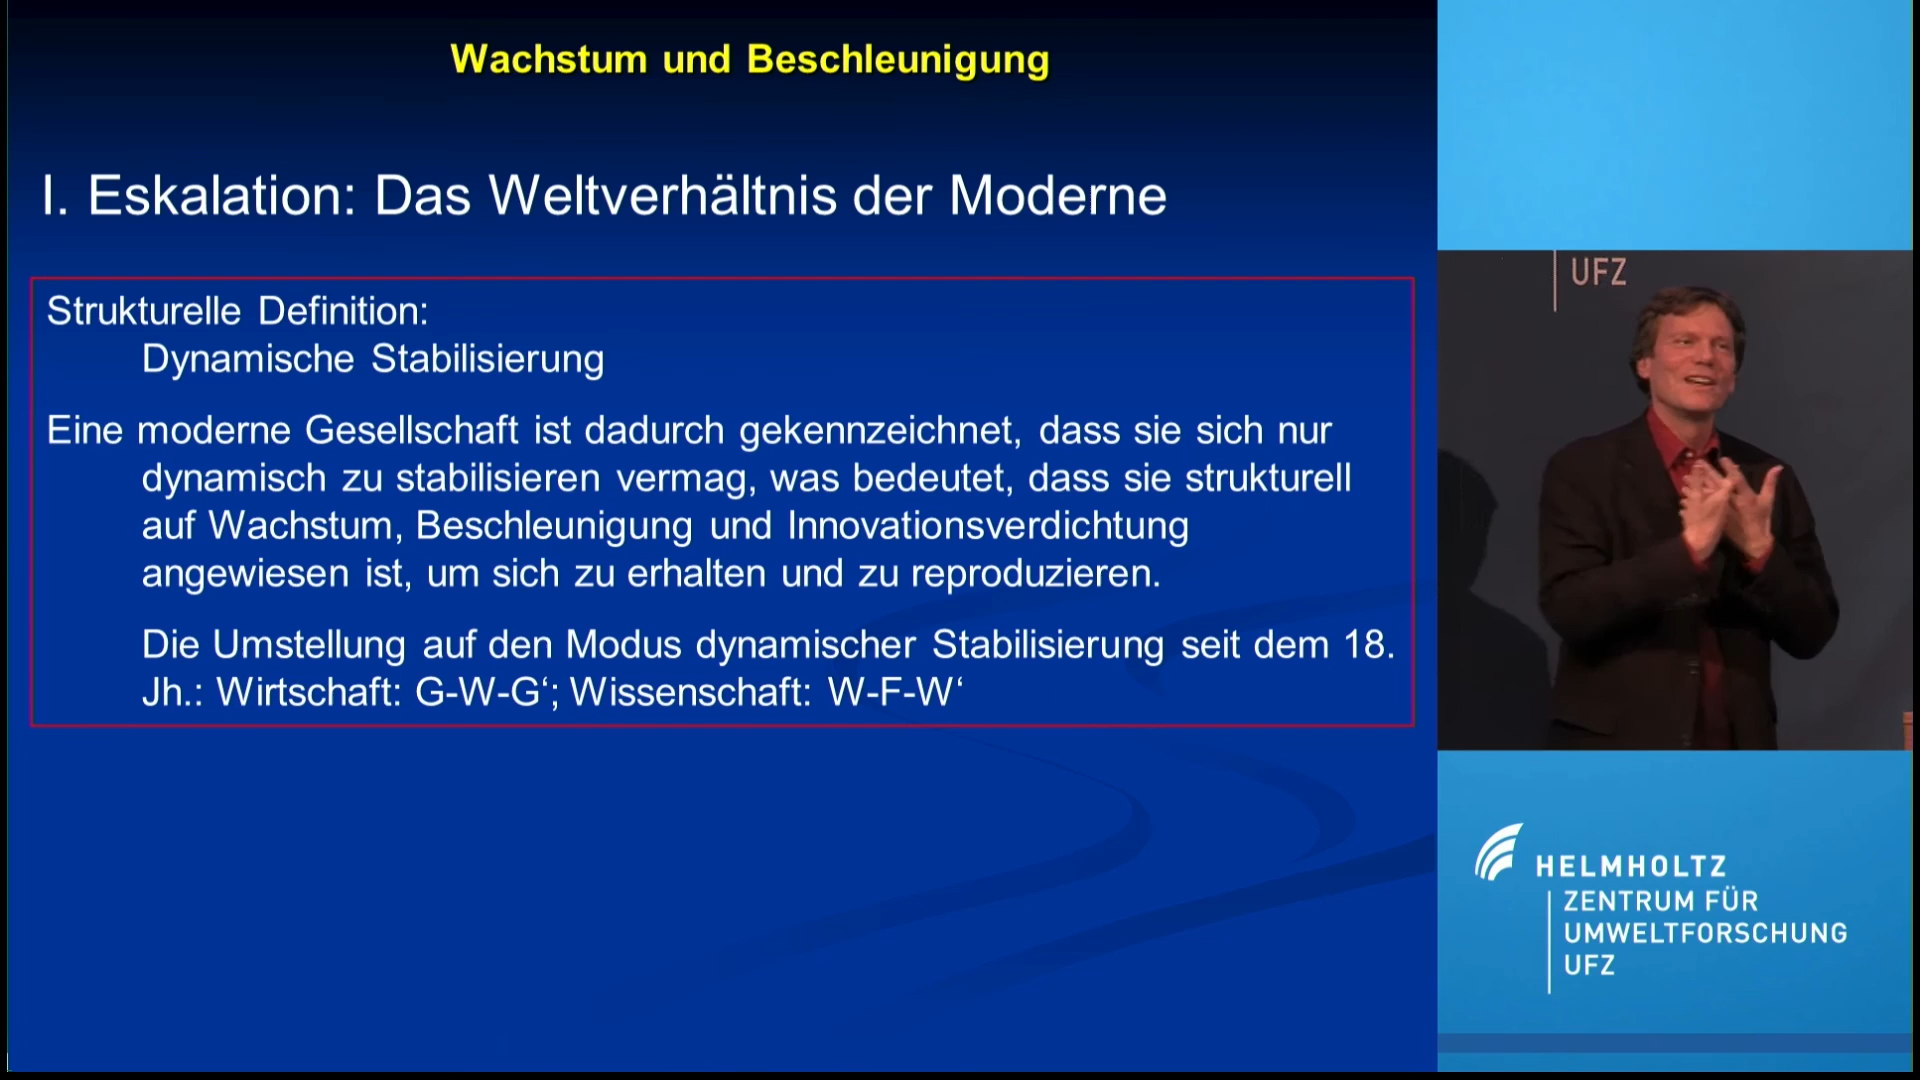 Wachstum und Beschleunigung
I. Eskalation: Das Weltverhältnis der Moderne
Strukturelle Definition:
Dynamische Stabilisierung
Eine moderne Gesellschaft ist dadurch gekennzeichnet, dass sie sich nur
dynamisch zu stabilisieren vermag, was bedeutet, dass sie strukturell
auf Wachstum, Beschleunigung und Innovationsverdichtung
angewiesen ist, um sich zu erhalten und zu reproduzieren.
Die Umstellung auf den Modus dynamischer Stabilisierung seit dem 18.
Jh.: Wirtschaft: G-W-G‘; Wissenschaft: W-F-W‘
UFZ
HELMHOLTZ
ZENTRUM FÜR
UMWELTFORSCHUNG
UFZ